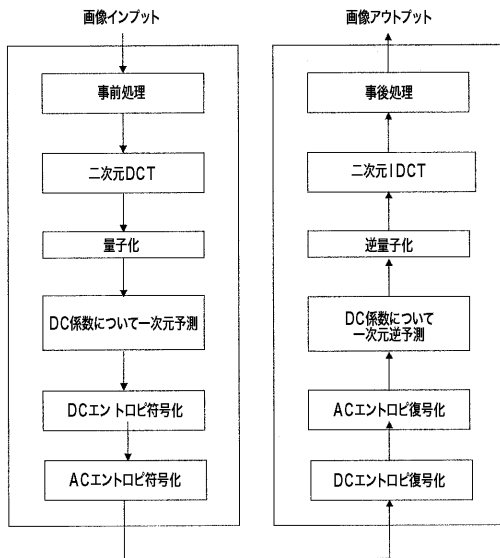 画像インプット
事前処理
二次元DCT
量子化
DC係数について一次元予測
DCエントロピ符号化
ACエントロピ符号化
画像アウトプット
事後処理
二次元IDCT
逆量子化
DC係数について
一次元逆予測
ACエントロピ復号化
DCエントロピ復号化